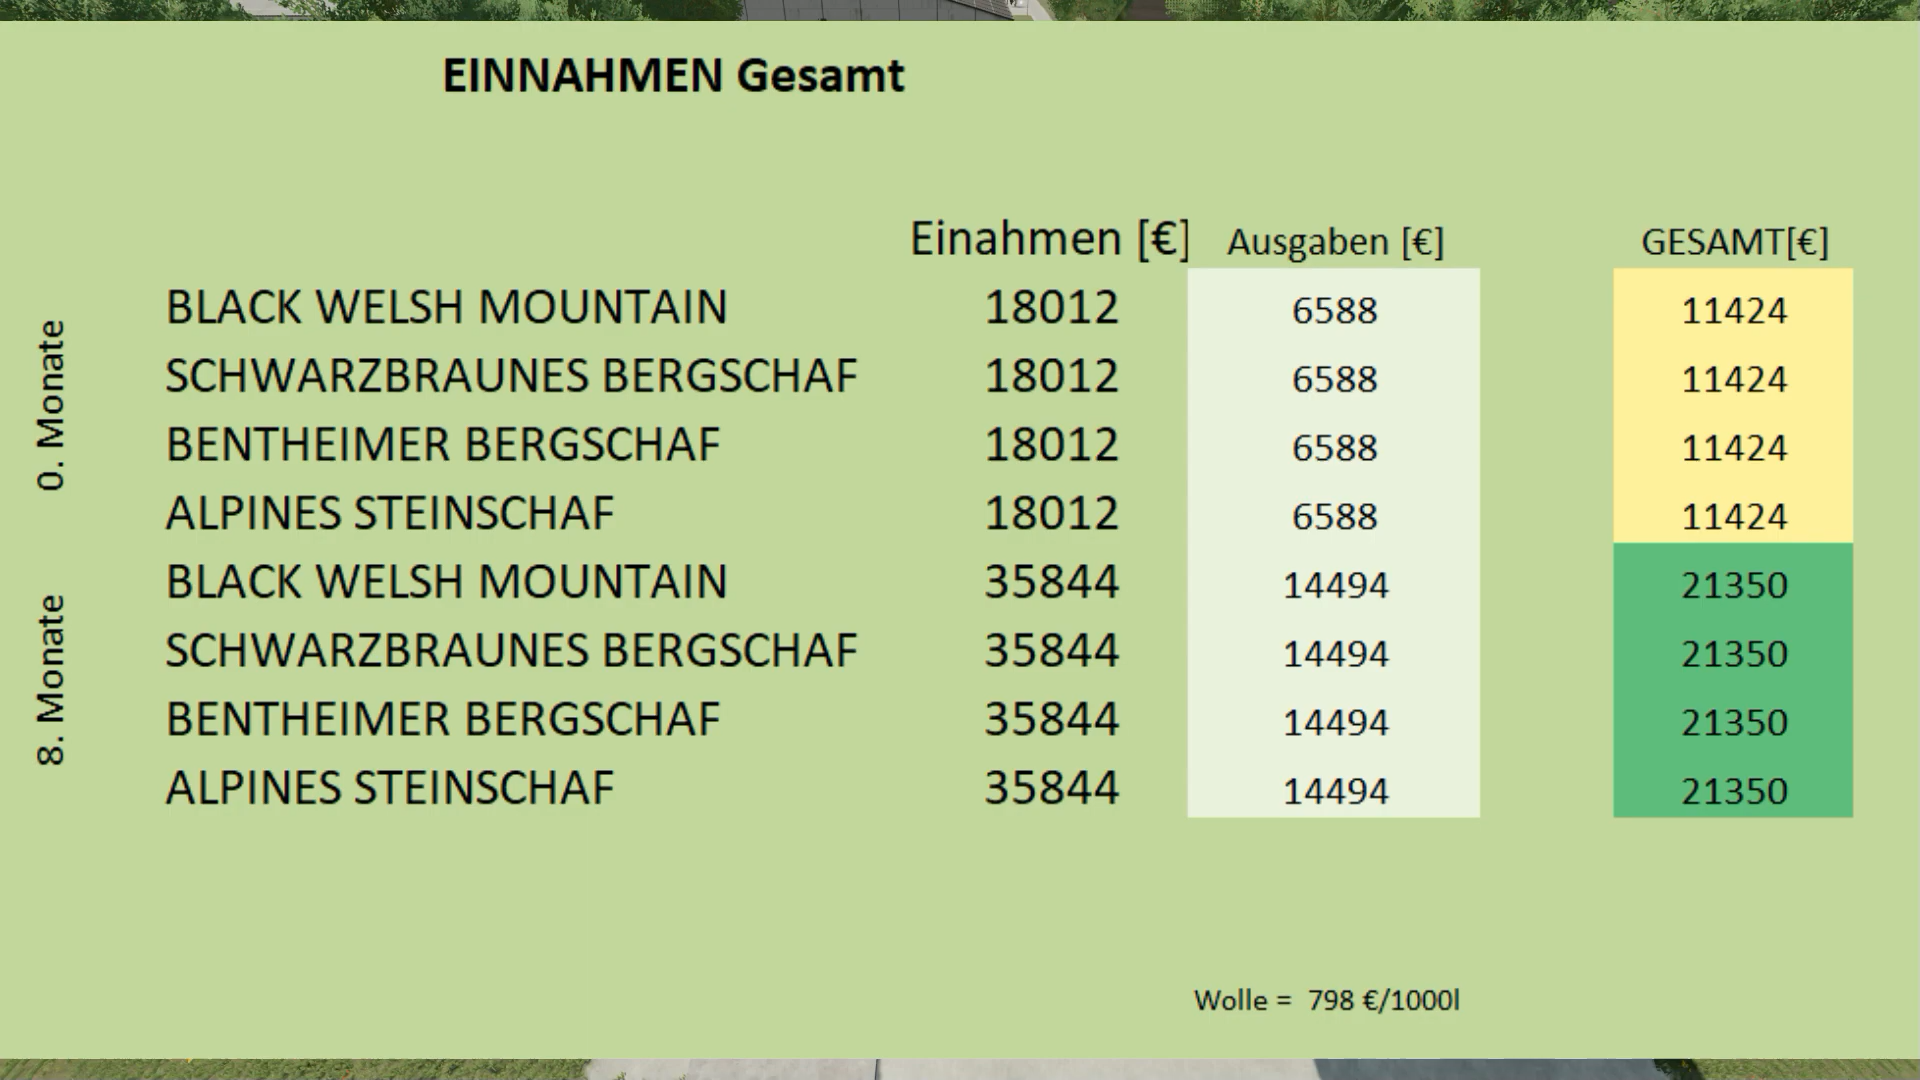 EINNAHMEN Gesamt
Einahmen [€] Ausgaben [€] GESAMT[€]
0. Monate
BLACK WELSH MOUNTAIN 18012 6588 11424
SCHWARZBRAUNES BERGSCHAF 18012 6588 11424
BENTHEIMER BERGSCHAF 18012 6588 11424
ALPINES STEINSCHAF 18012 6588 11424
8. Monate
BLACK WELSH MOUNTAIN 35844 14494 21350
SCHWARZBRAUNES BERGSCHAF 35844 14494 21350
BENTHEIMER BERGSCHAF 35844 14494 21350
ALPINES STEINSCHAF 35844 14494 21350
Wolle = 798 €/1000l